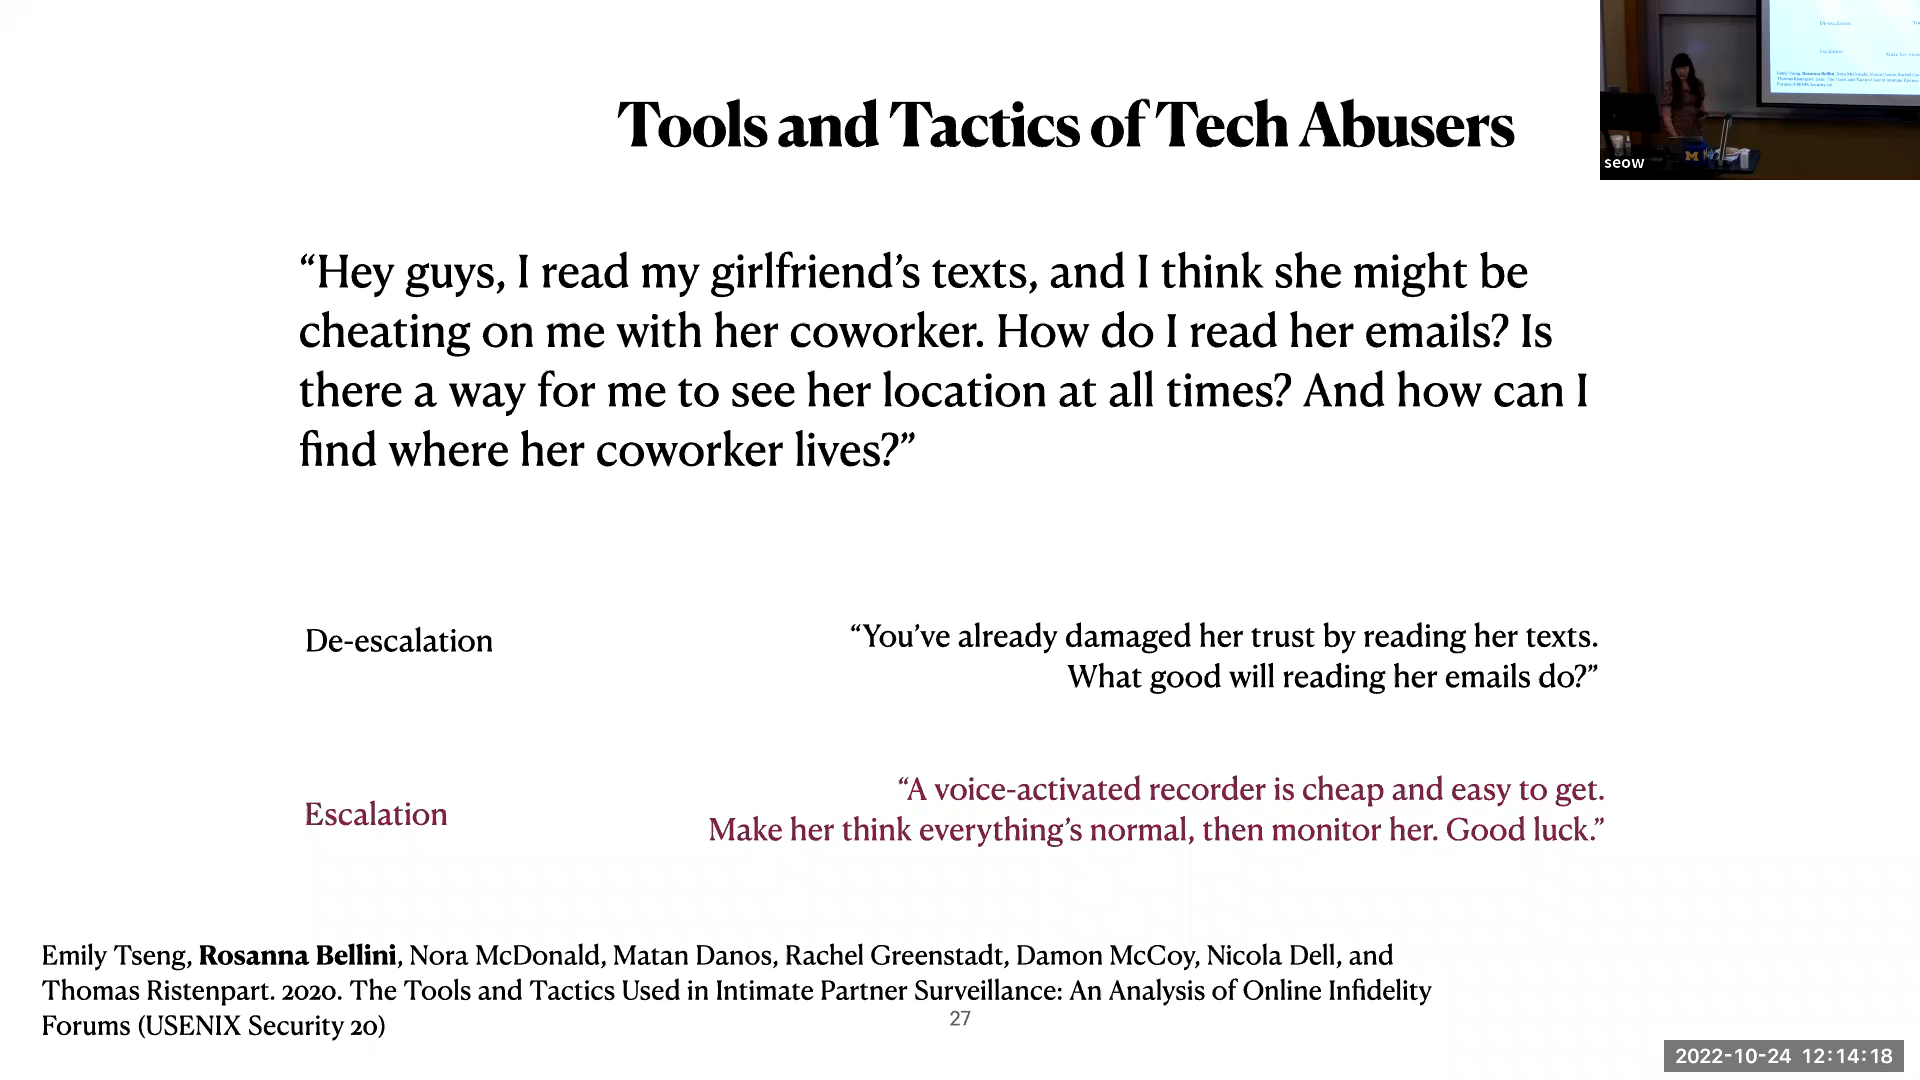 Tools and Tactics of Tech Abusers
seow
“Hey guys, I read my girlfriend’s texts, and I think she might be
cheating on me with her coworker. How do I read her emails? Is
there a way for me to see her location at all times? And how can I
find where her coworker lives?”
De-escalation
“You’ve already damaged her trust by reading her texts.
What good will reading her emails do?”
Escalation
“A voice-activated recorder is cheap and easy to get.
Make her think everything’s normal, then monitor her. Good luck.”
Emily Tseng, Rosanna Bellini, Nora McDonald, Matan Danos, Rachel Greenstadt, Damon McCoy, Nicola Dell, and
Thomas Ristenpart. 2020. The Tools and Tactics Used in Intimate Partner Surveillance: An Analysis of Online Infidelity
Forums (USENIX Security 20)
27
2022-10-24 12:14:18